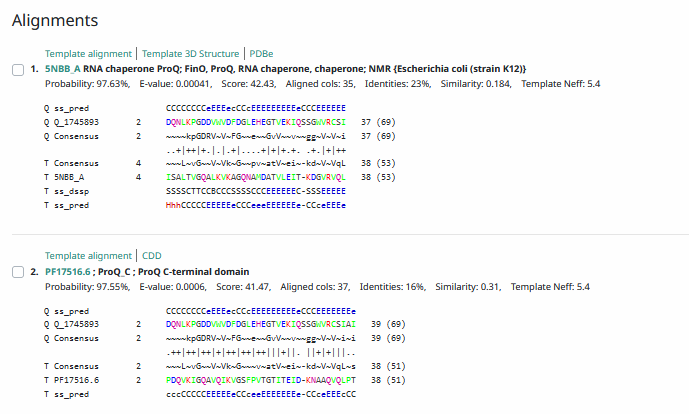 Alignments
Template alignment | Template 3D Structure | PDBe
1. 5NBB_A RNA chaperone ProQ; FinO, ProQ, RNA chaperone, chaperone; NMR {Escherichia coli (strain K12)}
Probability: 97.63%, E-value: 0.00041, Score: 42.43, Aligned cols: 35, Identities: 23%, Similarity: 0.184, Template Neff: 5.4
Q ss_pred CCCCCCCCeEEEecCCcEEEEEEEEEeCCCEEEEEE
Q Q_1745893 2 DQNLKPGDDVWVDFDGLEHEGTVEKIQSSGWVRCSI 37 (69)
Q Consensus 2 ~~~~kpGDRV~V~FG~~e~~GvV~~v~~gg~V~V~i 37 (69)
..+|++|+.|.|.+|....+|+|+.+. .+.|+|++
T Consensus 4 ~~~L~vG~~V~Vk~G~~pv~atV~ei~-kd~V~VqL 38 (53)
T 5NBB_A 4 ISALTVGQALKVKAGQNAMDATVLEIT-KDGVRVQL 38 (53)
T ss_dssp SSSSCTTCCBCCCSSSSCCCEEEEEEC-SSSEEEEE
T ss_pred HhhCCCCCEEEEEeCCCeeeEEEEEEe-CCceEEEe
Template alignment | CDD
2. PF17516.6 ; ProQ_C ; ProQ C-terminal domain
Probability: 97.55%, E-value: 0.0006, Score: 41.47, Aligned cols: 37, Identities: 16%, Similarity: 0.31, Template Neff: 5.4
Q ss_pred CCCCCCCCeEEEecCCcEEEEEEEEEeCCCEEEEEEEe
Q Q_1745893 2 DQNLKPGDDVWVDFDGLEHEGTVEKIQSSGWVRCSIAI 39 (69)
Q Consensus 2 ~~~~kpGDRV~V~FG~~e~~GvV~~v~~gg~V~V~i~i 39 (69)
.++|++|++|+|++|++|++|||+||. ||+|+|||..
T Consensus 2 ~~~L~vG~~V~Vk~G~~~v~atV~ei~-kd~V~VqL~s 38 (51)
T PF17516.6 2 PDQVKIGQAVQIKVGSFPVTGTITEID-KNAAQVQLPT 38 (51)
T ss_pred cccCCCCCEEEEEeCCceeEEEEEEEe-CCceEEEcCC